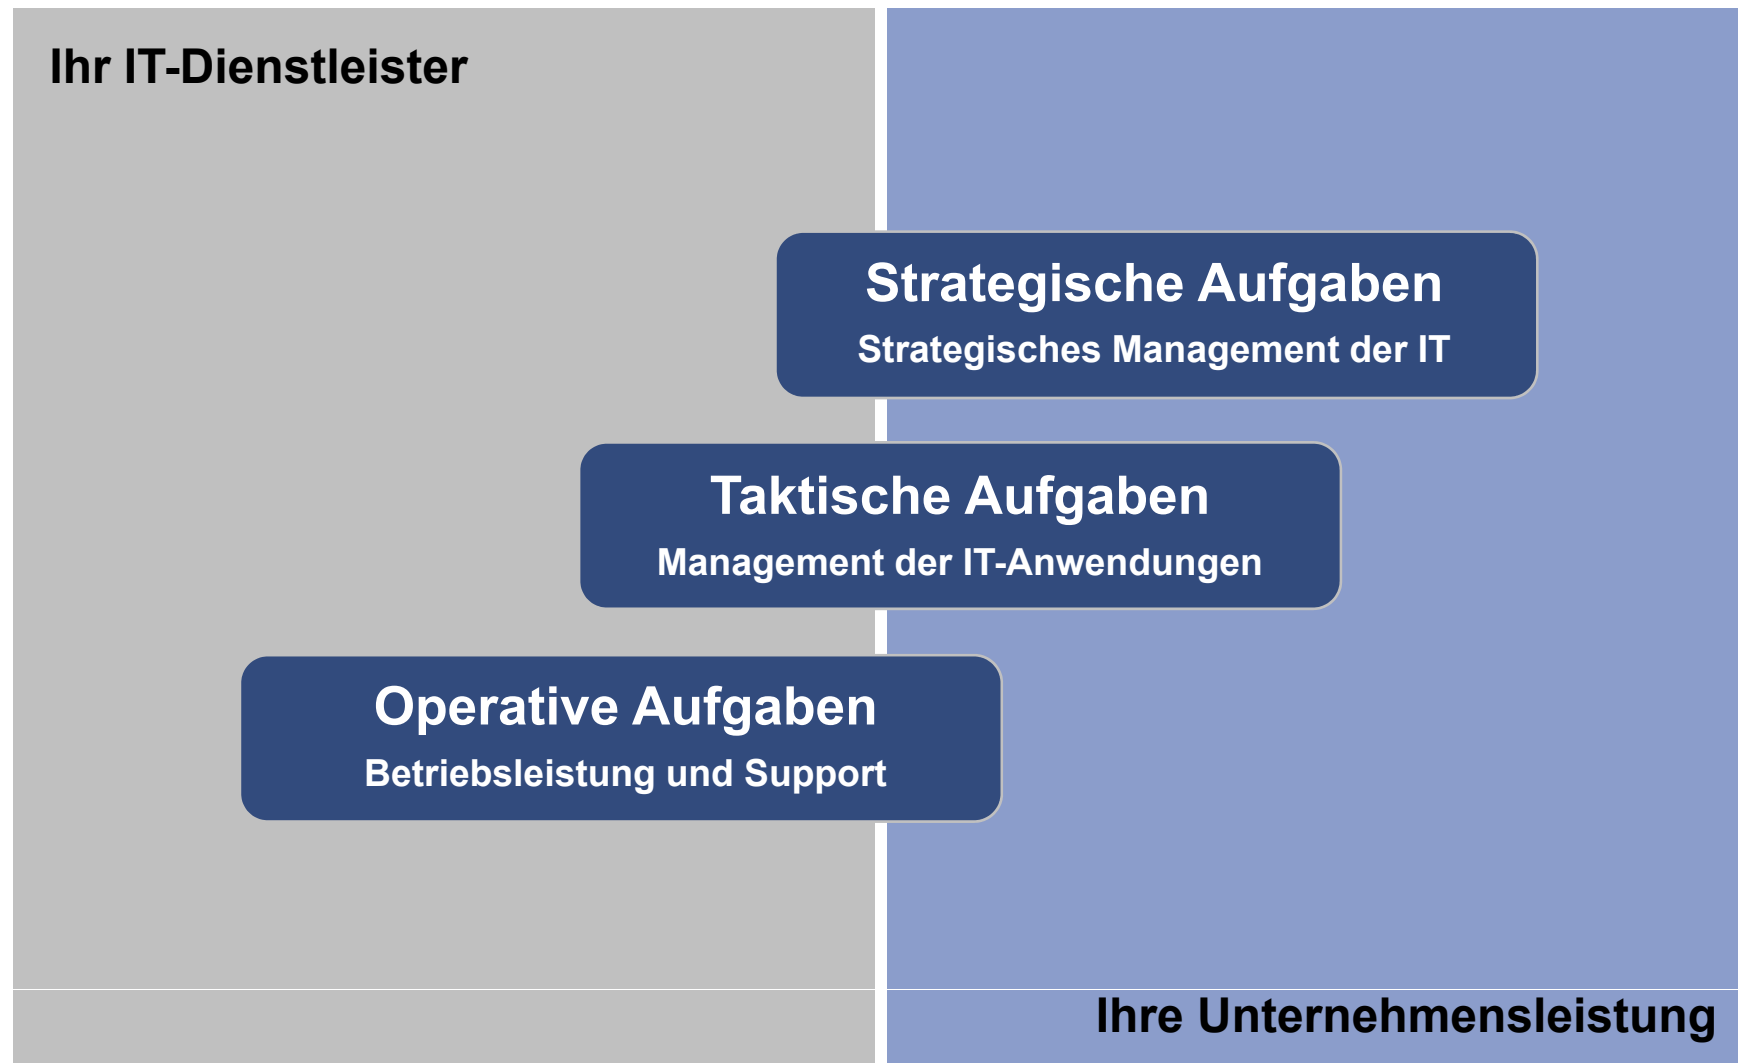 Ihr IT-Dienstleister
Strategische Aufgaben
Strategisches Management der IT
Taktische Aufgaben
Management der IT-Anwendungen
Operative Aufgaben
Betriebsleistung und Support
Ihre Unternehmensleistung